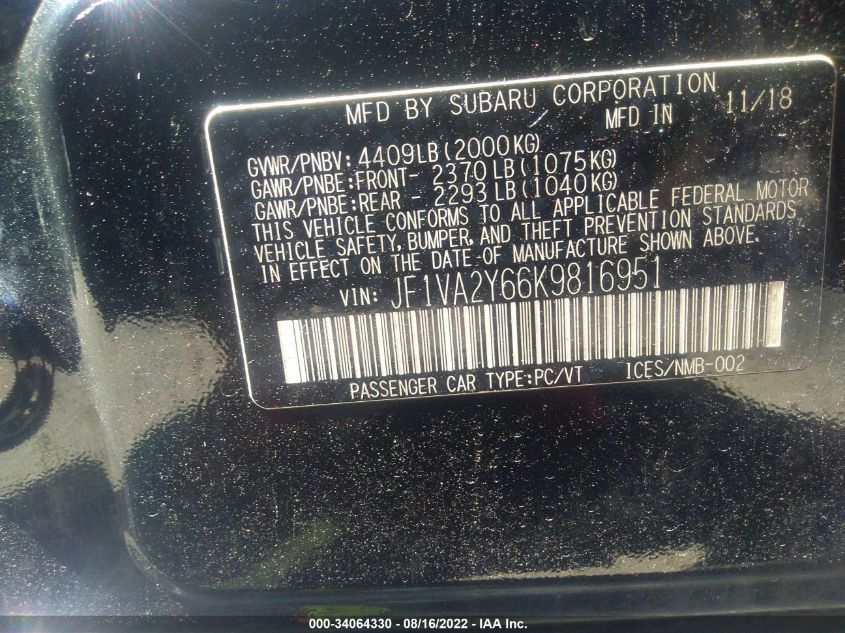 MFD BY SUBARU CORPORATION
MFD IN 11/18
GVWR/PNBV: 4409LB(2000KG)
GAWR/PNBE:FRONT- 2370LB(1075KG)
GAWR/PNBE:REAR - 2293LB(1040KG)
THIS VEHICLE CONFORMS TO ALL APPLICABLE FEDERAL MOTOR
VEHICLE SAFETY, BUMPER, AND THEFT PREVENTION STANDARDS
IN EFFECT ON THE DATE OF MANUFACTURE SHOWN ABOVE.
VIN: JF1VA2Y66K9816951
PASSENGER CAR TYPE:PC/VT ICES/NMB-002
000-34064330 - 08/16/2022 - IAA Inc.